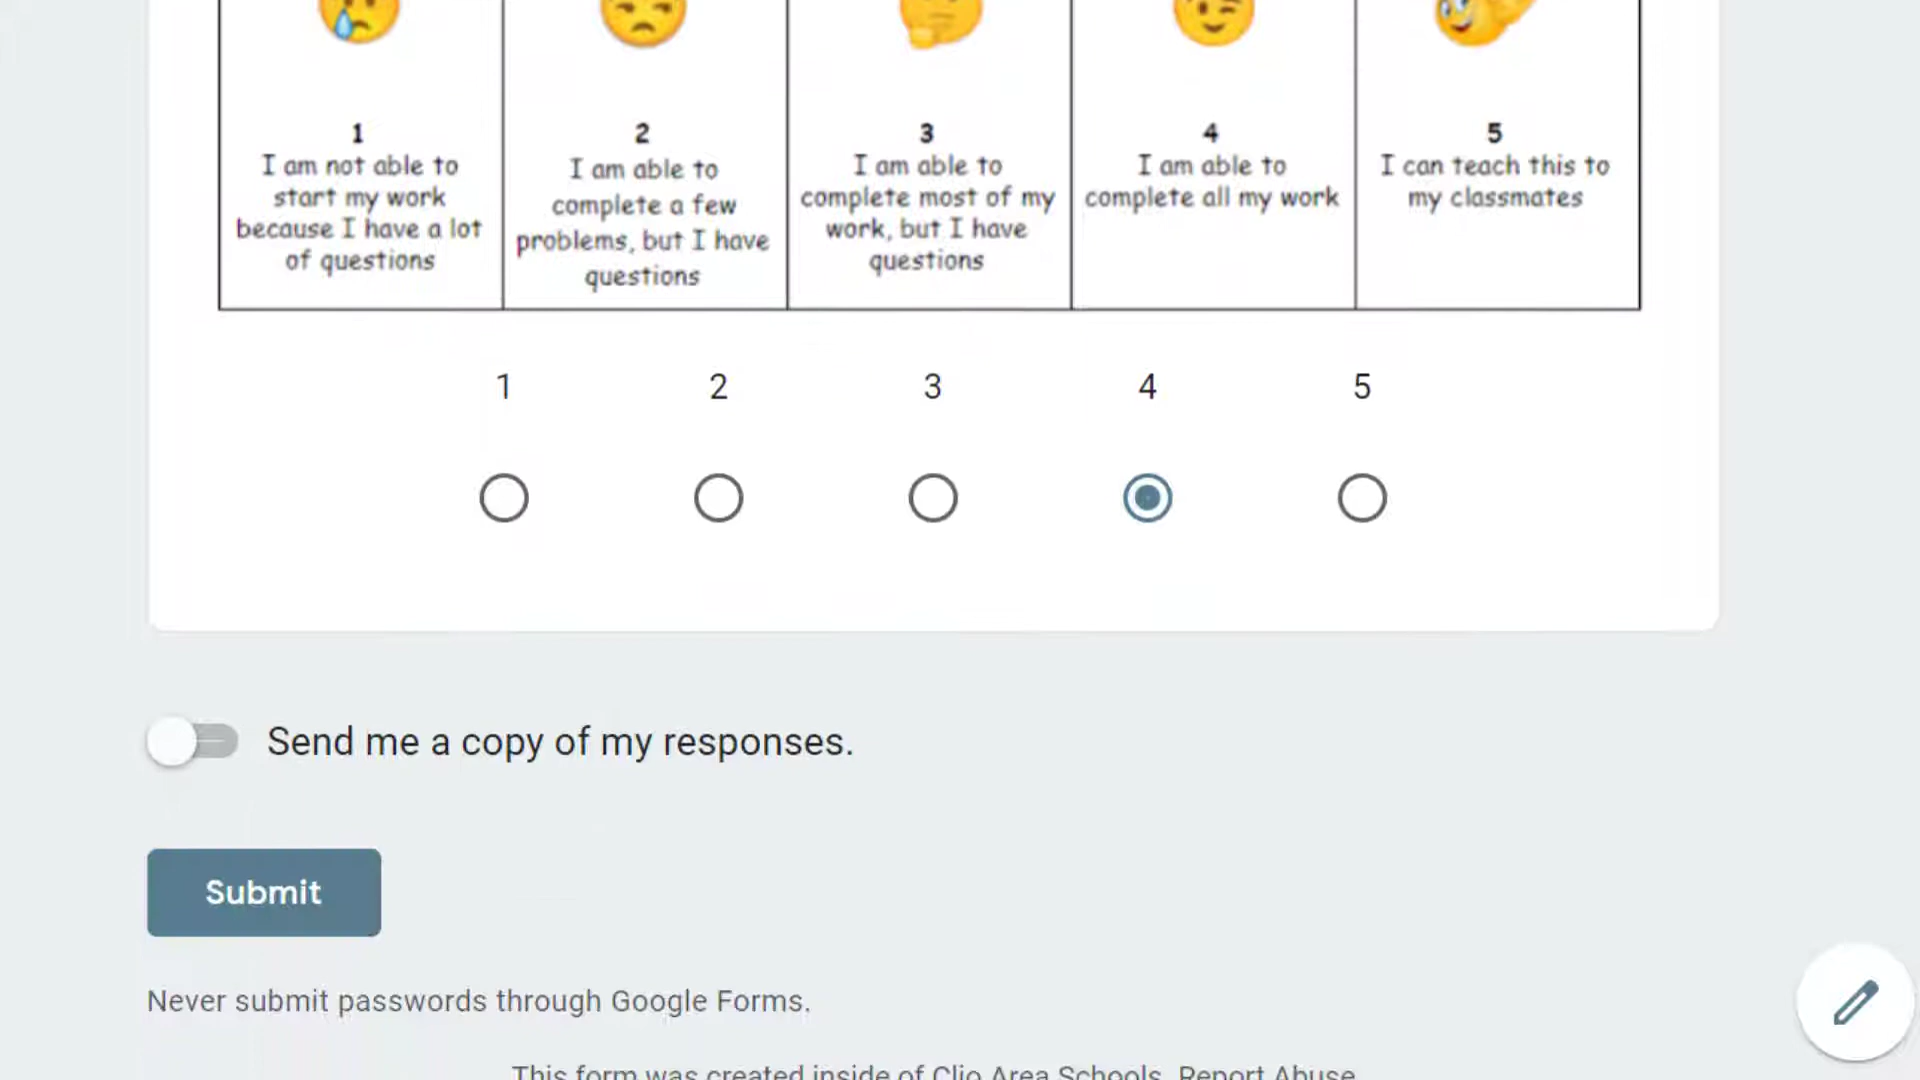 1
I am not able to
start my work
because I have a lot
of questions
2
I am able to
complete a few
problems, but I have
questions
3
I am able to
complete most of my
work, but I have
questions
4
I am able to
complete all my work
5
I can teach this to
my classmates
1 2 3 4 5
Send me a copy of my responses.
Submit
Never submit passwords through Google Forms.
This form was created inside of Clio Area Schools. Report Abuse